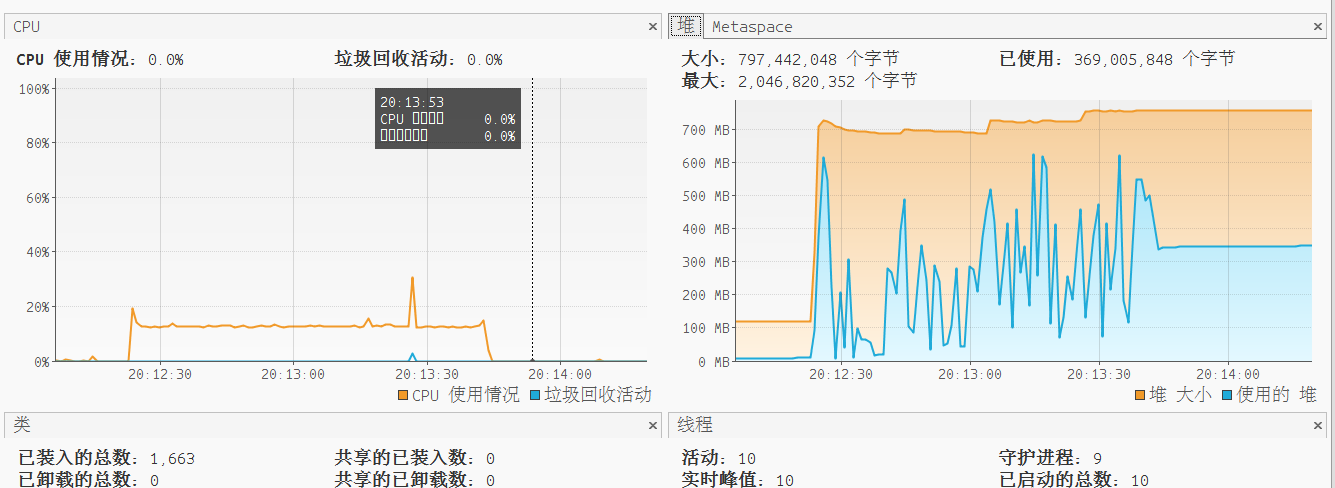 CPU
CPU 使用情况: 0.0%
垃圾回收活动: 0.0%
100%
80%
60%
40%
20%
0%
20:13:53
CPU 0.0%
0.0%
20:12:30
20:13:00
20:13:30
20:14:00
CPU 使用情况
垃圾回收活动
堆
Metaspace
大小: 797,442,048 个字节
已使用: 369,005,848 个字节
最大: 2,046,820,352 个字节
700 MB
600 MB
500 MB
400 MB
300 MB
200 MB
100 MB
0 MB
20:12:30
20:13:00
20:13:30
20:14:00
堆 大小
使用的 堆
类
已装入的总数: 1,663
共享的已装入数: 0
已卸载的总数: 0
共享的已卸载数: 0
线程
活动: 10
守护进程: 9
实时峰值: 10
已启动的总数: 10